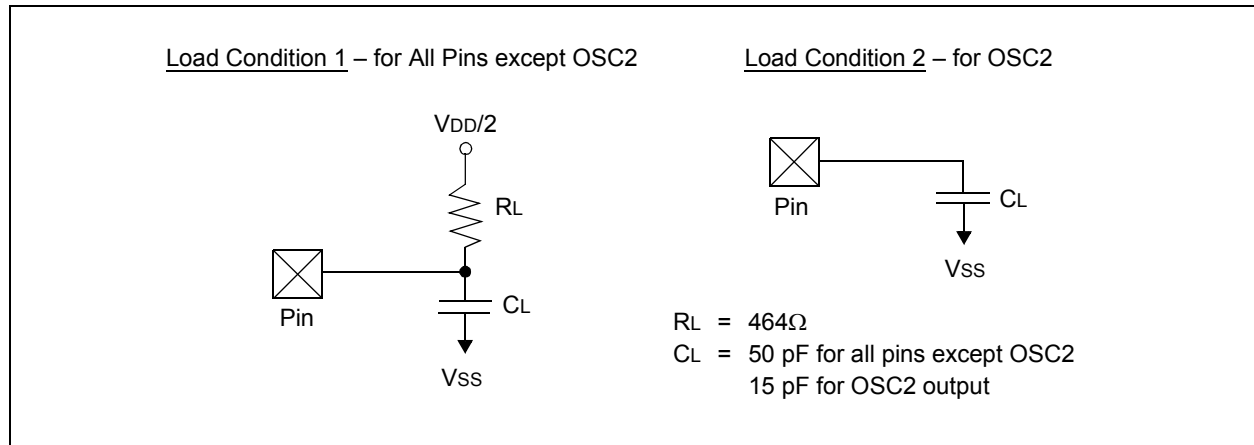 Load Condition 1 – for All Pins except OSC2
VDD/2
RL
Pin
CL
VSS
Load Condition 2 – for OSC2
Pin
CL
VSS
RL = 464Ω
CL = 50 pF for all pins except OSC2
15 pF for OSC2 output